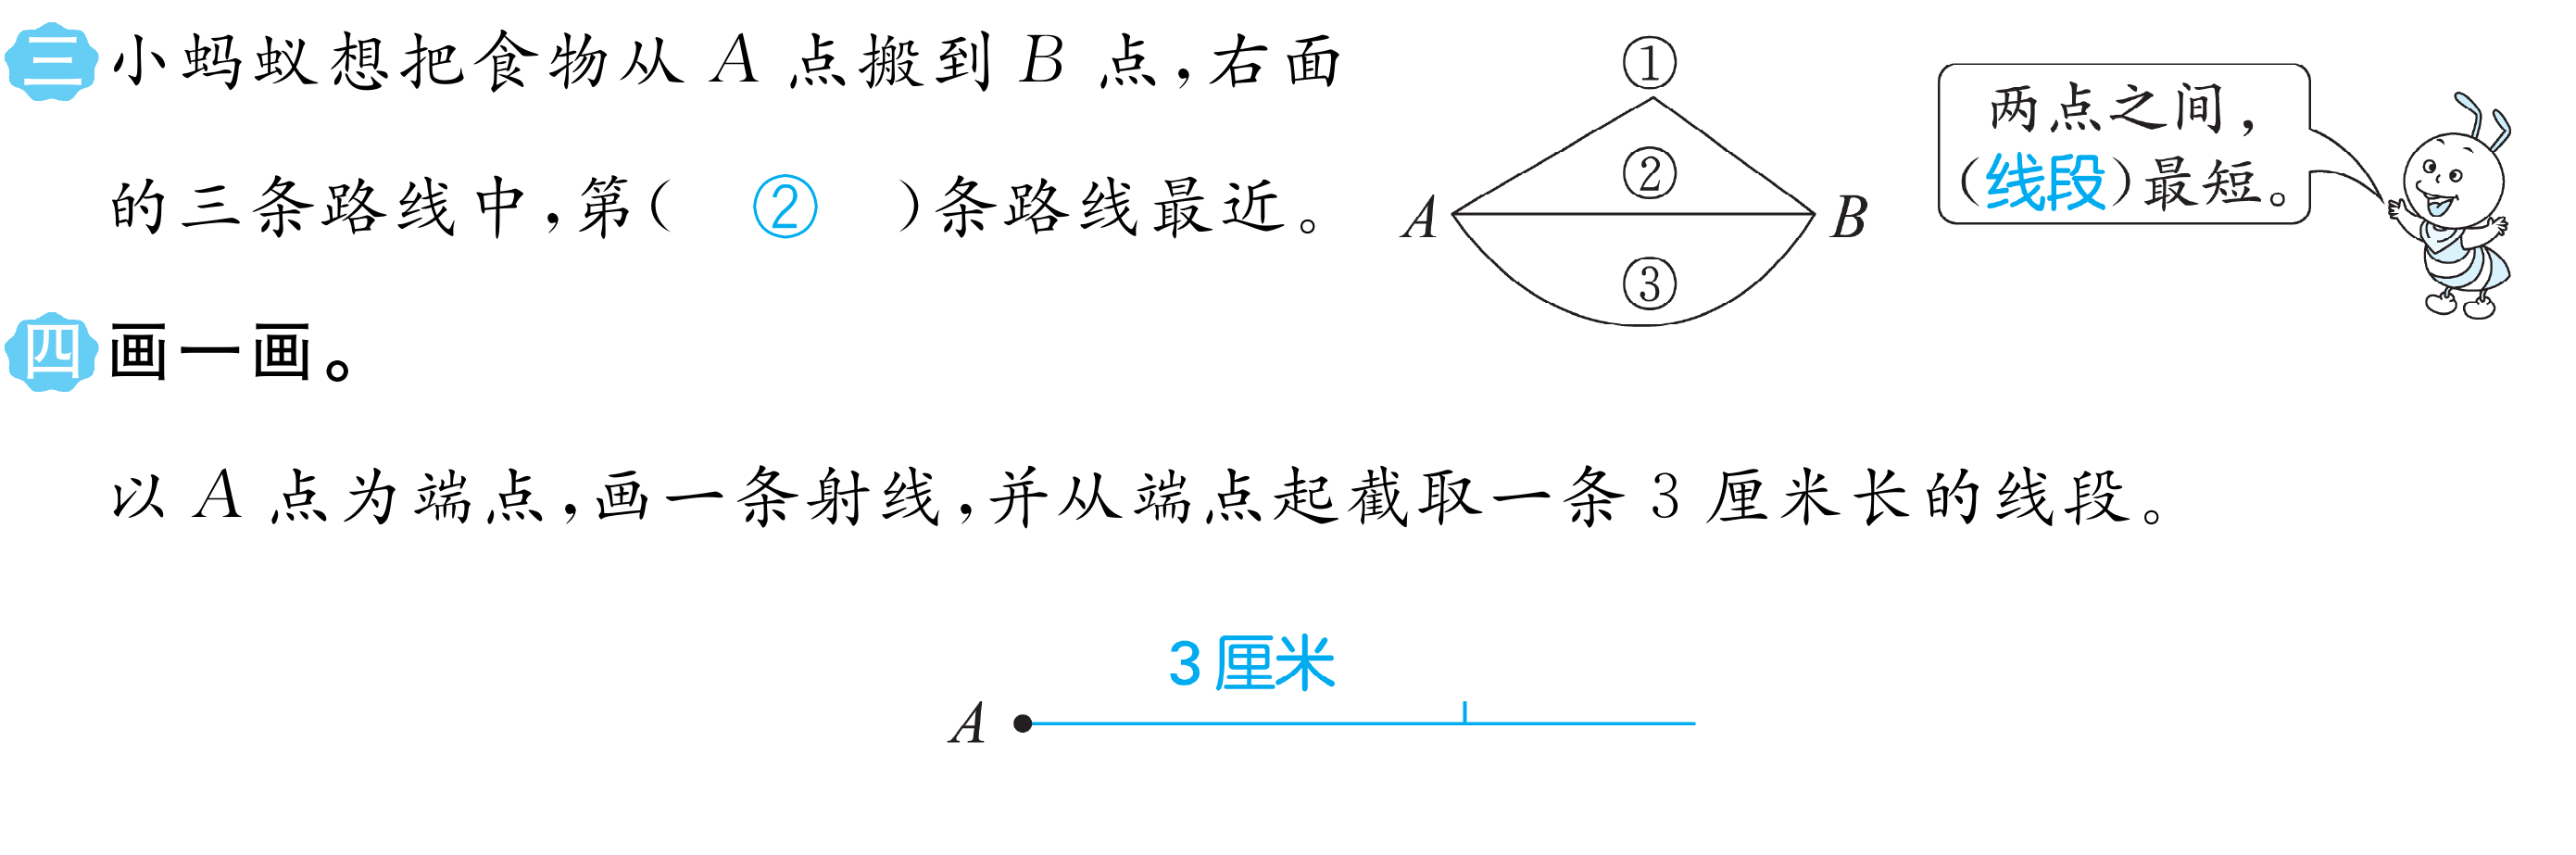 三 小蚂蚁想把食物从 A 点搬到 B 点,右面
的三条路线中,第( ② )条路线最近。
①
②
③
A
B
两点之间,
(线段)最短。
四 画一画。
以 A 点为端点,画一条射线,并从端点起截取一条 3 厘米长的线段。
3厘米
A